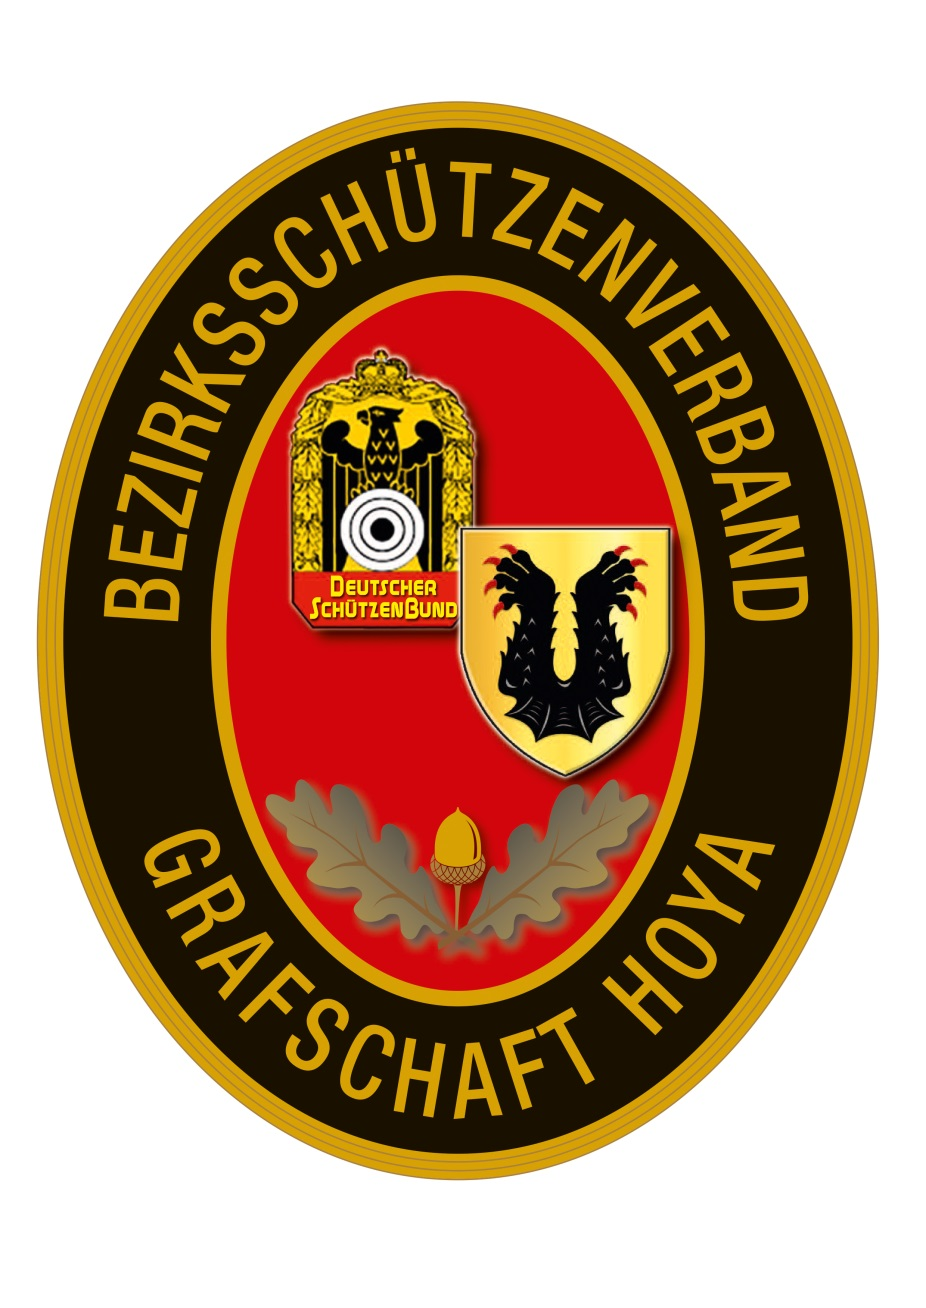 BEZIRKSSCHÜTZENVERBAND
DEUTSCHER
SCHÜTZENBUND
GRAFSCHAFT HOYA